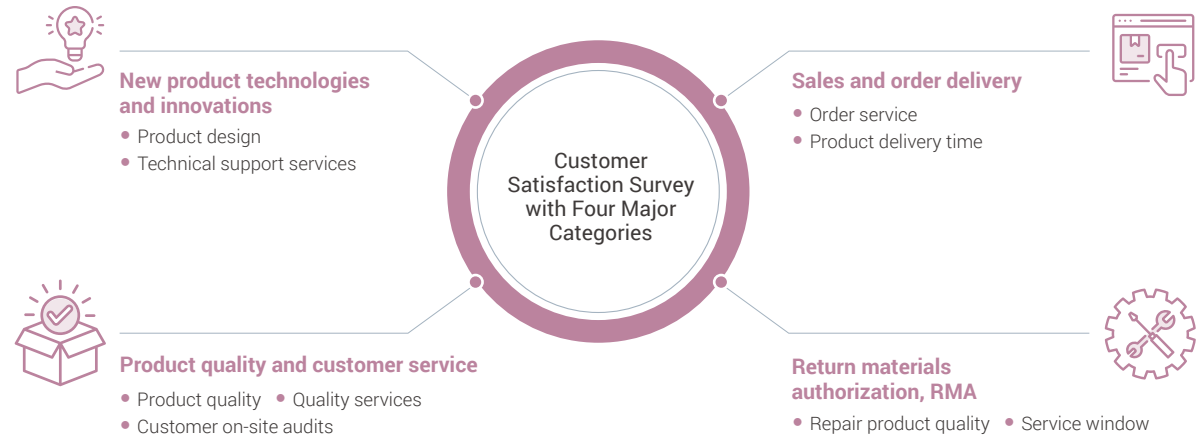 New product technologies
and innovations
• Product design
• Technical support services
Customer
Satisfaction Survey
with Four Major
Categories
Sales and order delivery
• Order service
• Product delivery time
Product quality and customer service
• Product quality • Quality services
• Customer on-site audits
Return materials
authorization, RMA
• Repair product quality • Service window